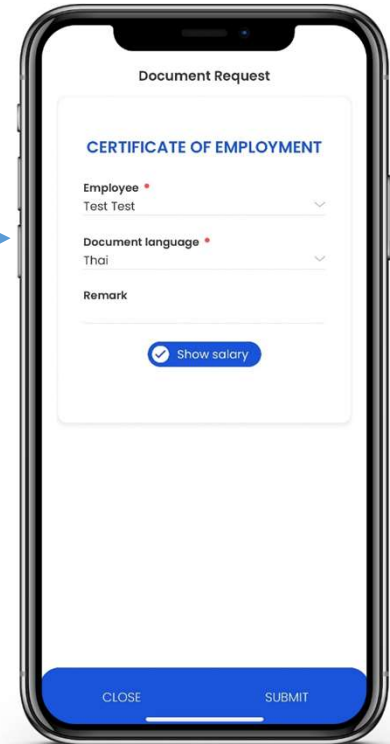 Document Request
CERTIFICATE OF EMPLOYMENT
Employee *
Test Test
Document language *
Thai
Remark
Show salary
CLOSE SUBMIT